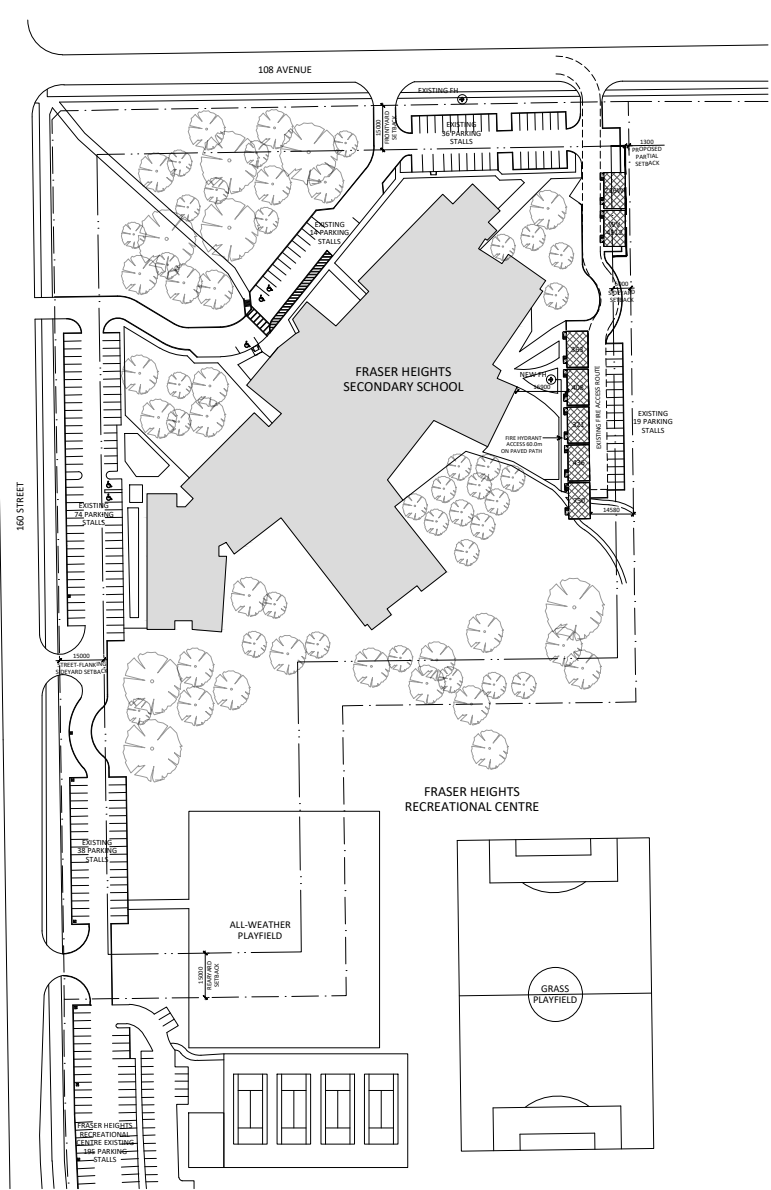 108 AVENUE
EXISTING FH
15000
FRONTYARD
SETBACK
EXISTING
36 PARKING
STALLS
1300
PROPOSED
PARTIAL
SETBACK
EXISTING
14 PARKING
STALLS
SIDEYARD
SETBACK
FRASER HEIGHTS
SECONDARY SCHOOL
NEW FH
16900
EXISTING FIRE ACCESS ROUTE
EXISTING
19 PARKING
STALLS
FIRE HYDRANT
ACCESS 60.0m
ON PAVED PATH
14580
160 STREET
EXISTING
74 PARKING
STALLS
15000
STREET-FLANKING
SIDEYARD SETBACK
FRASER HEIGHTS
RECREATIONAL CENTRE
EXISTING
38 PARKING
STALLS
ALL-WEATHER
PLAYFIELD
15000
REARYARD
SETBACK
GRASS
PLAYFIELD
FRASER HEIGHTS
RECREATIONAL
CENTRE EXISTING
195 PARKING
STALLS